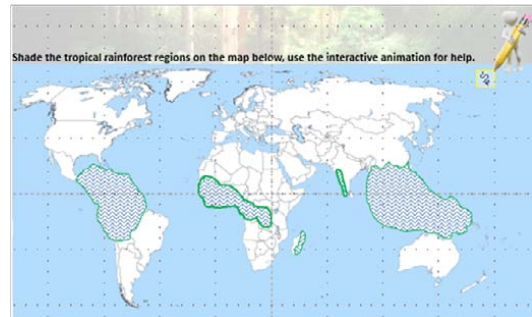 Shade the tropical rainforest regions on the map below, use the interactive animation for help.